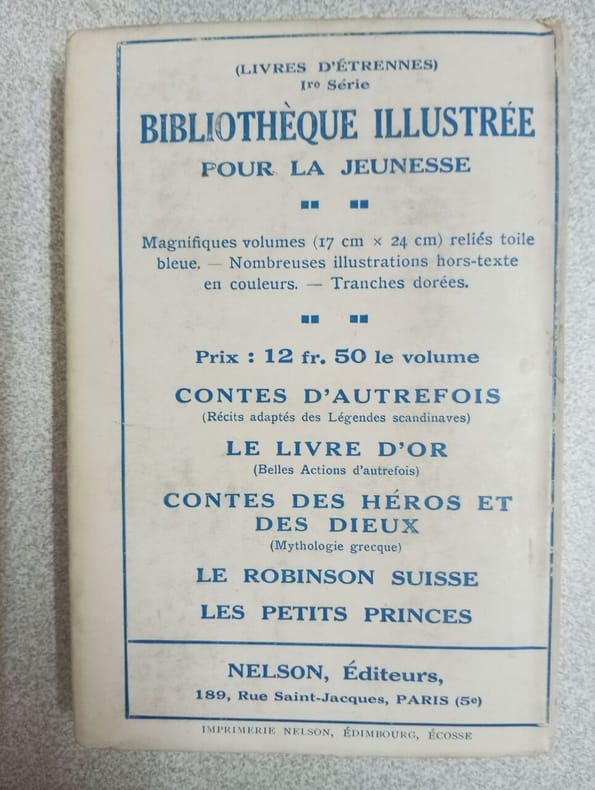 (LIVRES D'ÉTRENNES)
Iʳᵉ Série
BIBLIOTHÈQUE ILLUSTRÉE
POUR LA JEUNESSE
Magnifiques volumes (17 cm × 24 cm) reliés toile
bleue. — Nombreuses illustrations hors-texte
en couleurs. — Tranches dorées.
Prix : 12 fr. 50 le volume
CONTES D'AUTREFOIS
(Récits adaptés des Légendes scandinaves)
LE LIVRE D'OR
(Belles Actions d'autrefois)
CONTES DES HÉROS ET
DES DIEUX
(Mythologie grecque)
LE ROBINSON SUISSE
LES PETITS PRINCES
NELSON, Éditeurs,
189, Rue Saint-Jacques, PARIS (5ᵉ)
IMPRIMERIE NELSON, ÉDIMBOURG, ÉCOSSE